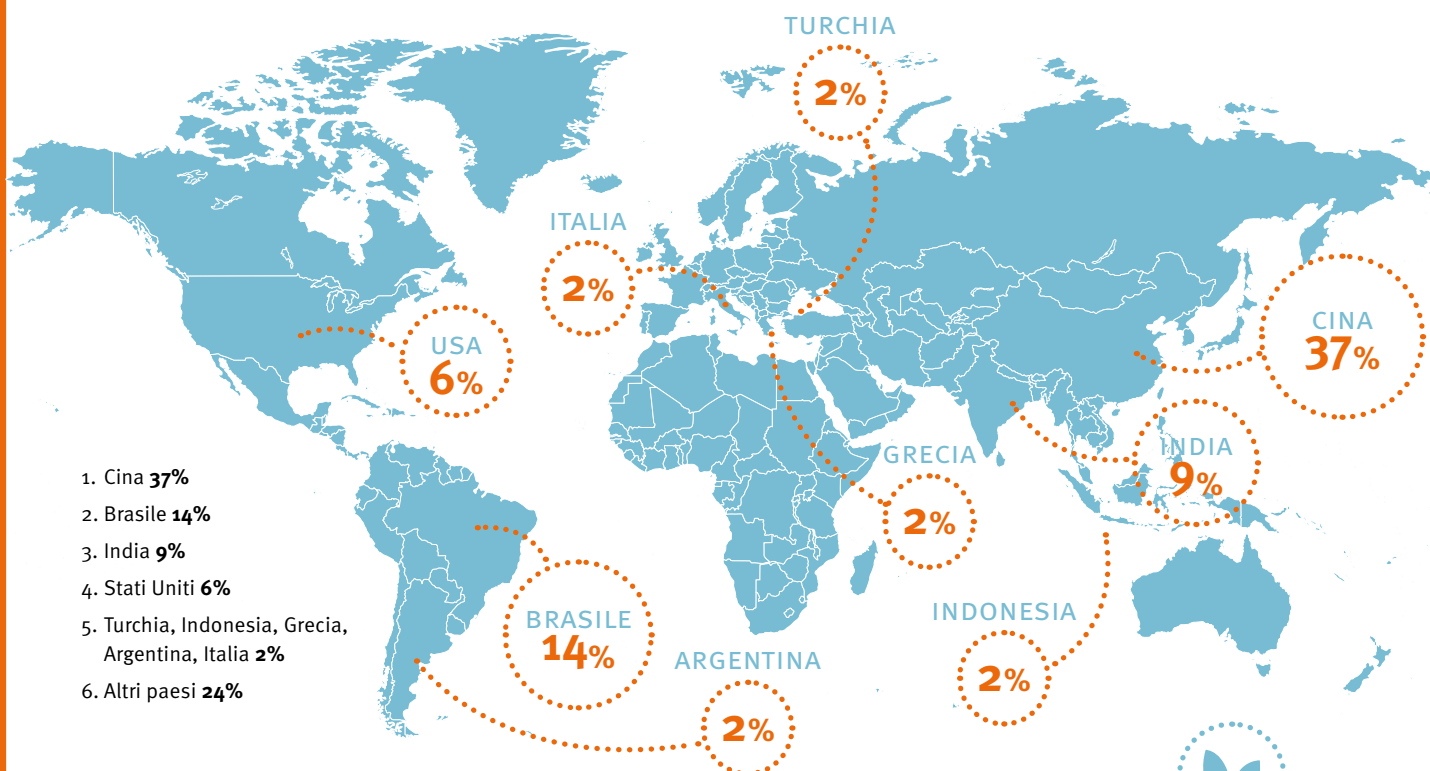 TURCHIA
2%
ITALIA
2%
USA
6%
CINA
37%
INDIA
9%
GRECIA
2%
1. Cina 37%
2. Brasile 14%
3. India 9%
4. Stati Uniti 6%
5. Turchia, Indonesia, Grecia,
Argentina, Italia 2%
6. Altri paesi 24%
BRASILE
14%
INDONESIA
2%
ARGENTINA
2%